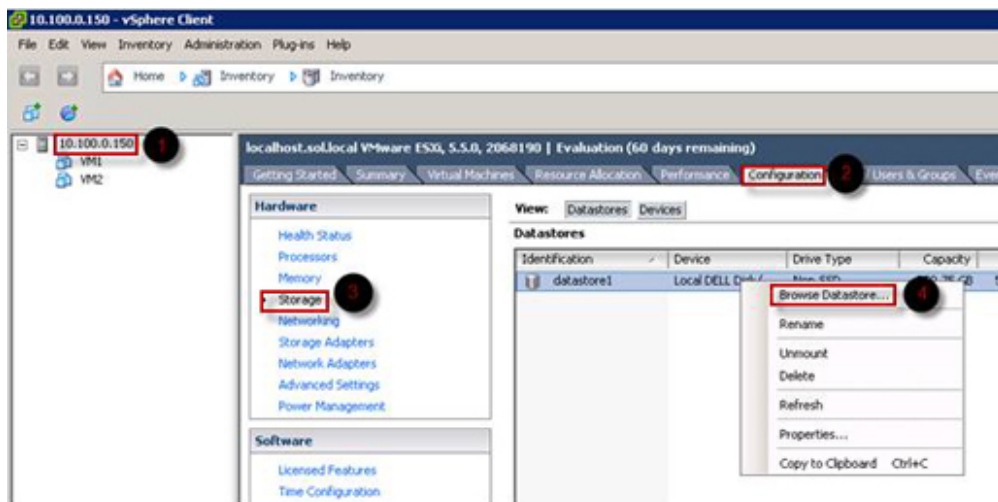 10.100.0.150 - vSphere Client
File Edit View Inventory Administration Plug-ins Help
Home Inventory Inventory
10.100.0.150 1
VM1
VM2
localhost.sol.local VMware ESXi, 5.5.0, 2068190 | Evaluation (60 days remaining)
Getting Started Summary Virtual Machines Resource Allocation Performance Configuration 2 Users & Groups
Hardware
Health Status
Processors
Memory
Storage 3
Networking
Storage Adapters
Network Adapters
Advanced Settings
Power Management
Software
Licensed Features
Time Configuration
View: Datastores Devices
Datastores
Identification Device Drive Type Capacity
datastore1 Local DELL Disk ( Non-SSD GB
Browse Datastore... 4
Rename
Unmount
Delete
Refresh
Properties...
Copy to Clipboard Ctrl+C